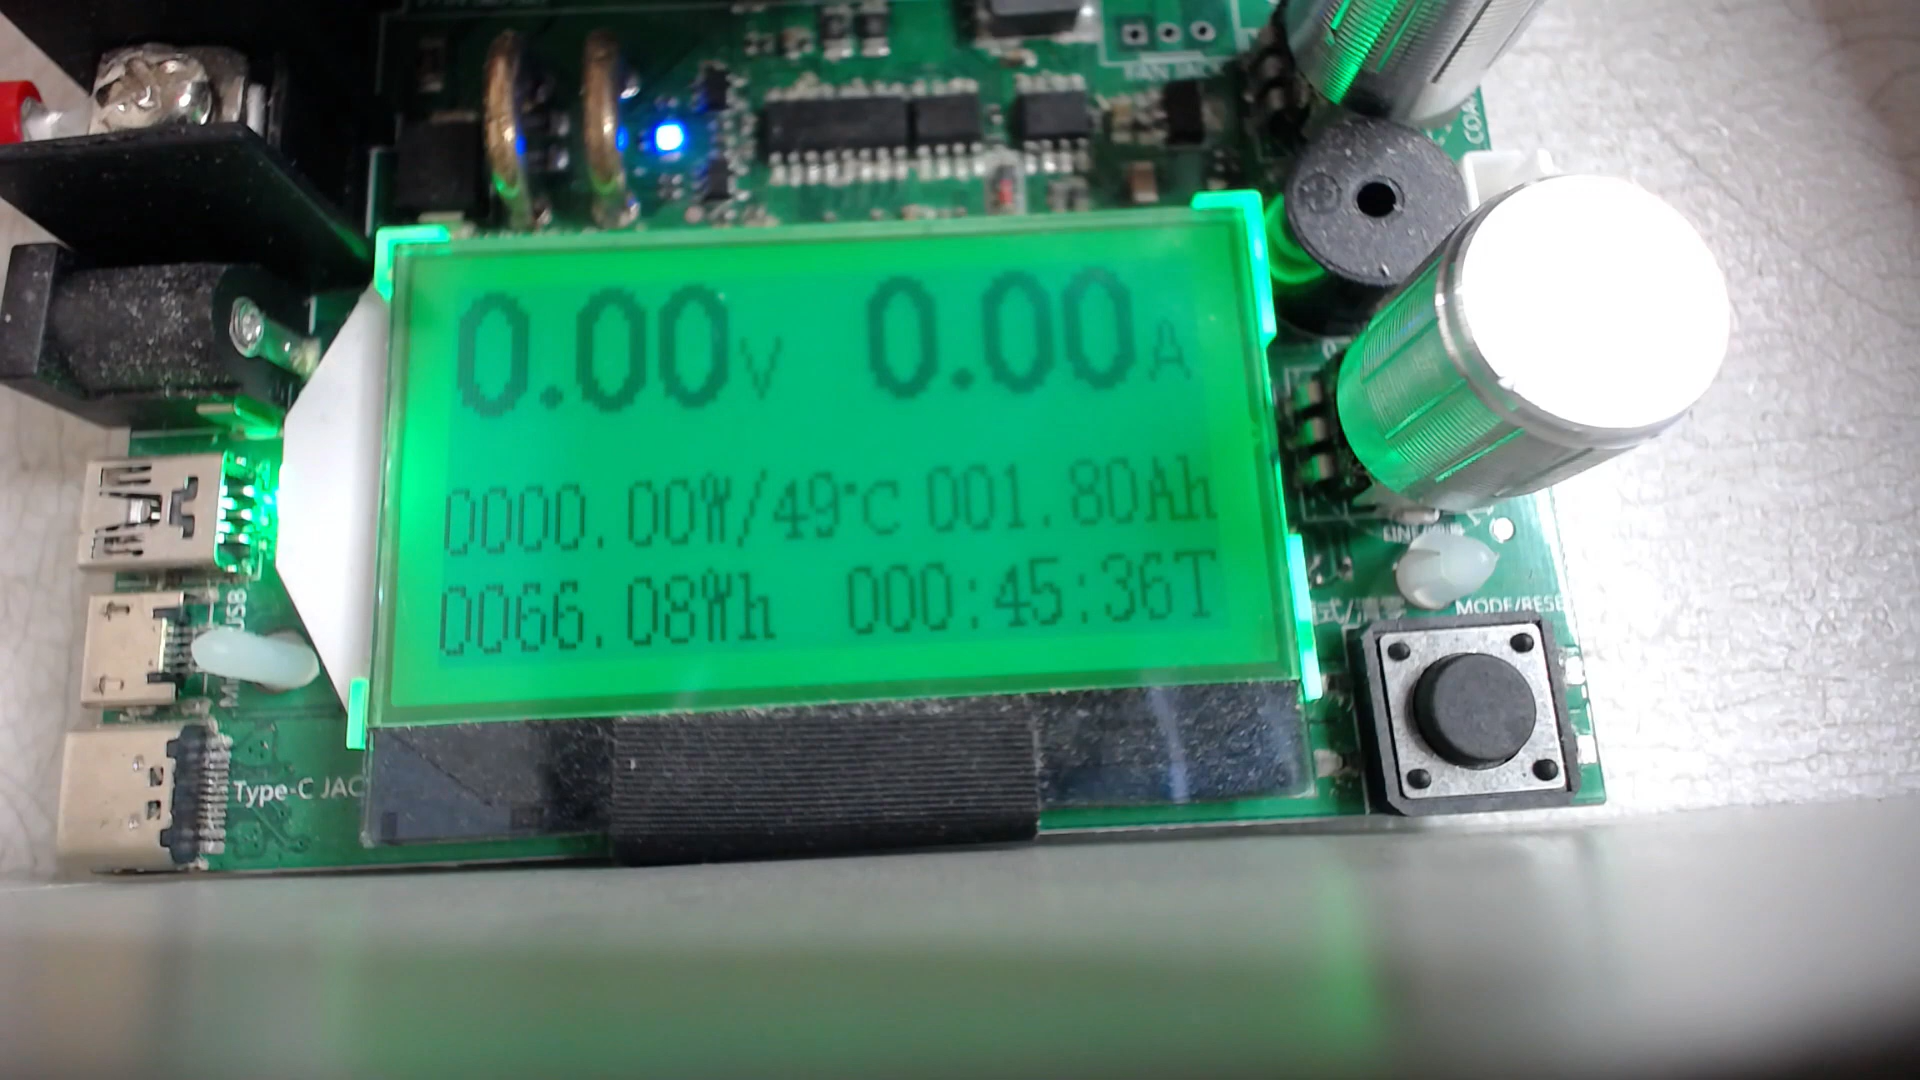 FAN JACK
0.00V 0.00A
0000.00W/49°C 001.80Ah
0066.08Wh 000:45:36T
MODE/RESE
Type-C JAC